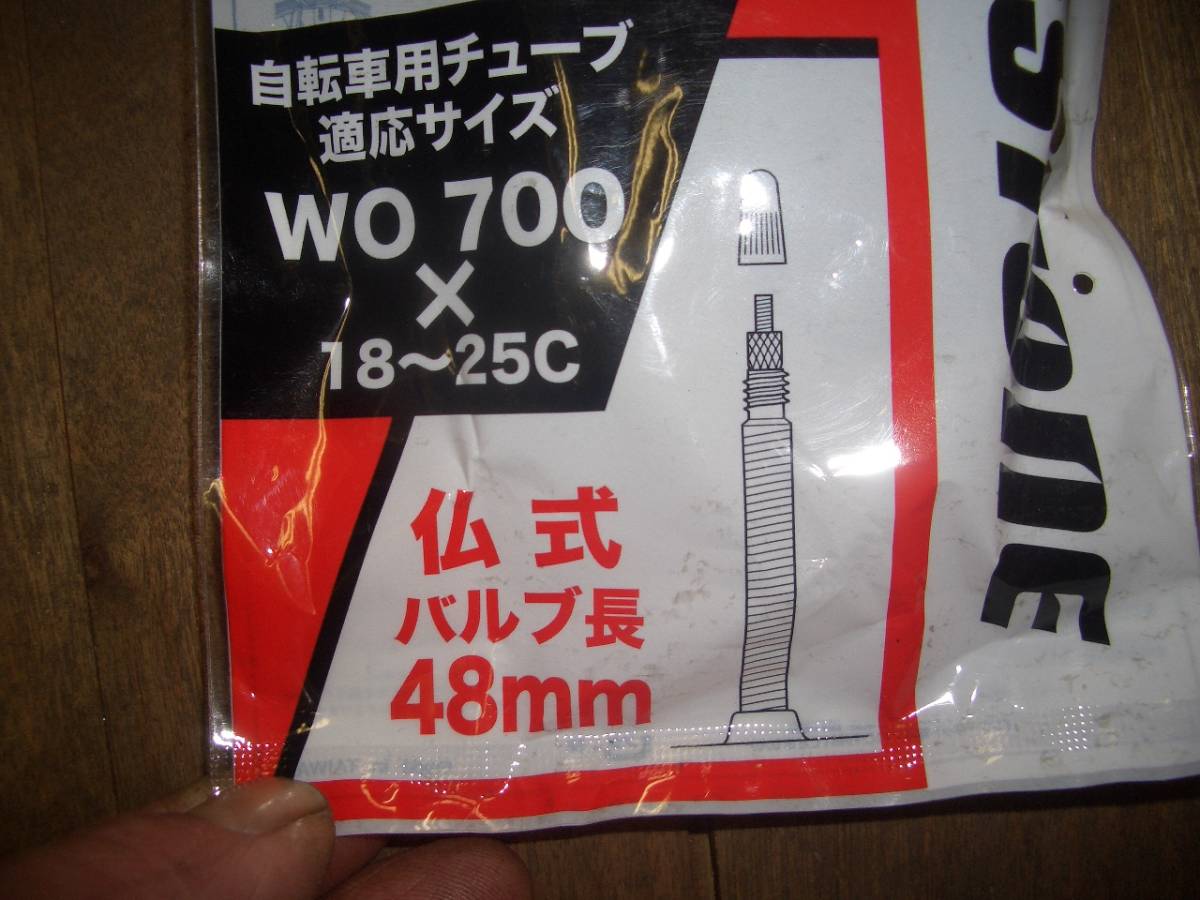 自転車用チューブ
適応サイズ
WO 700
×
18〜25C
仏式
バルブ長
48mm